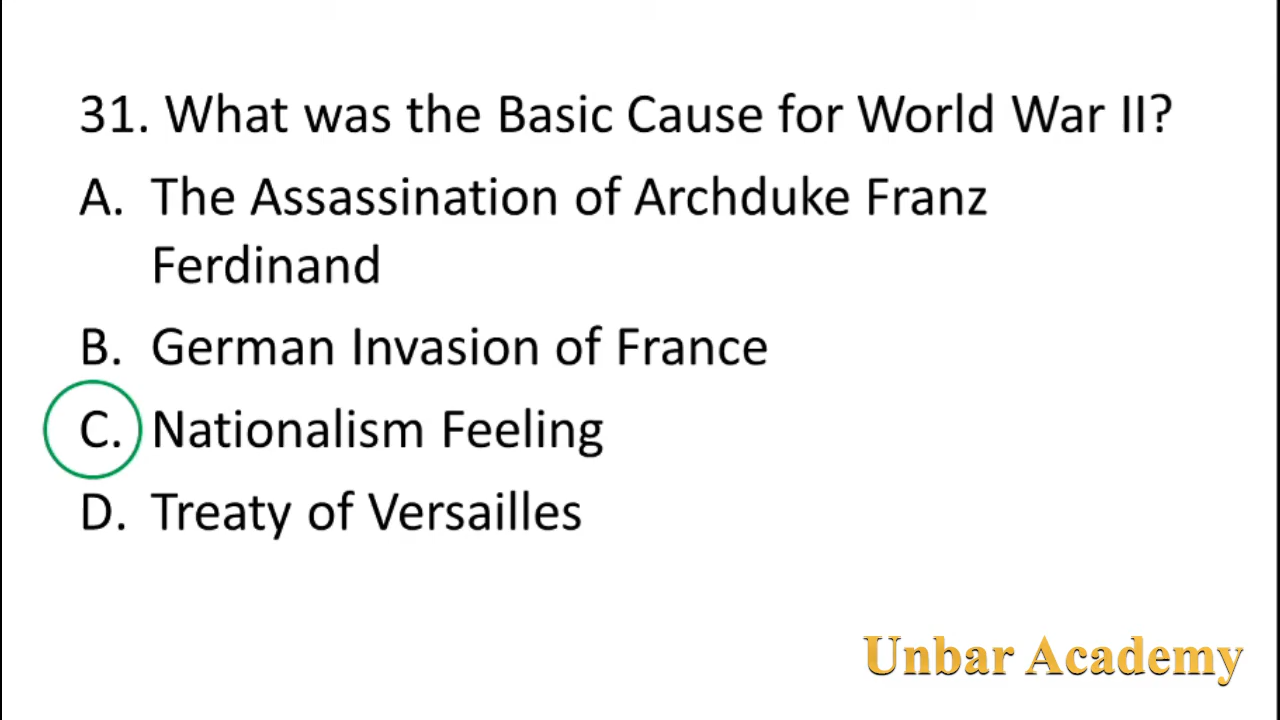 31. What was the Basic Cause for World War II?
A. The Assassination of Archduke Franz
Ferdinand
B. German Invasion of France
C. Nationalism Feeling
D. Treaty of Versailles
Unbar Academy